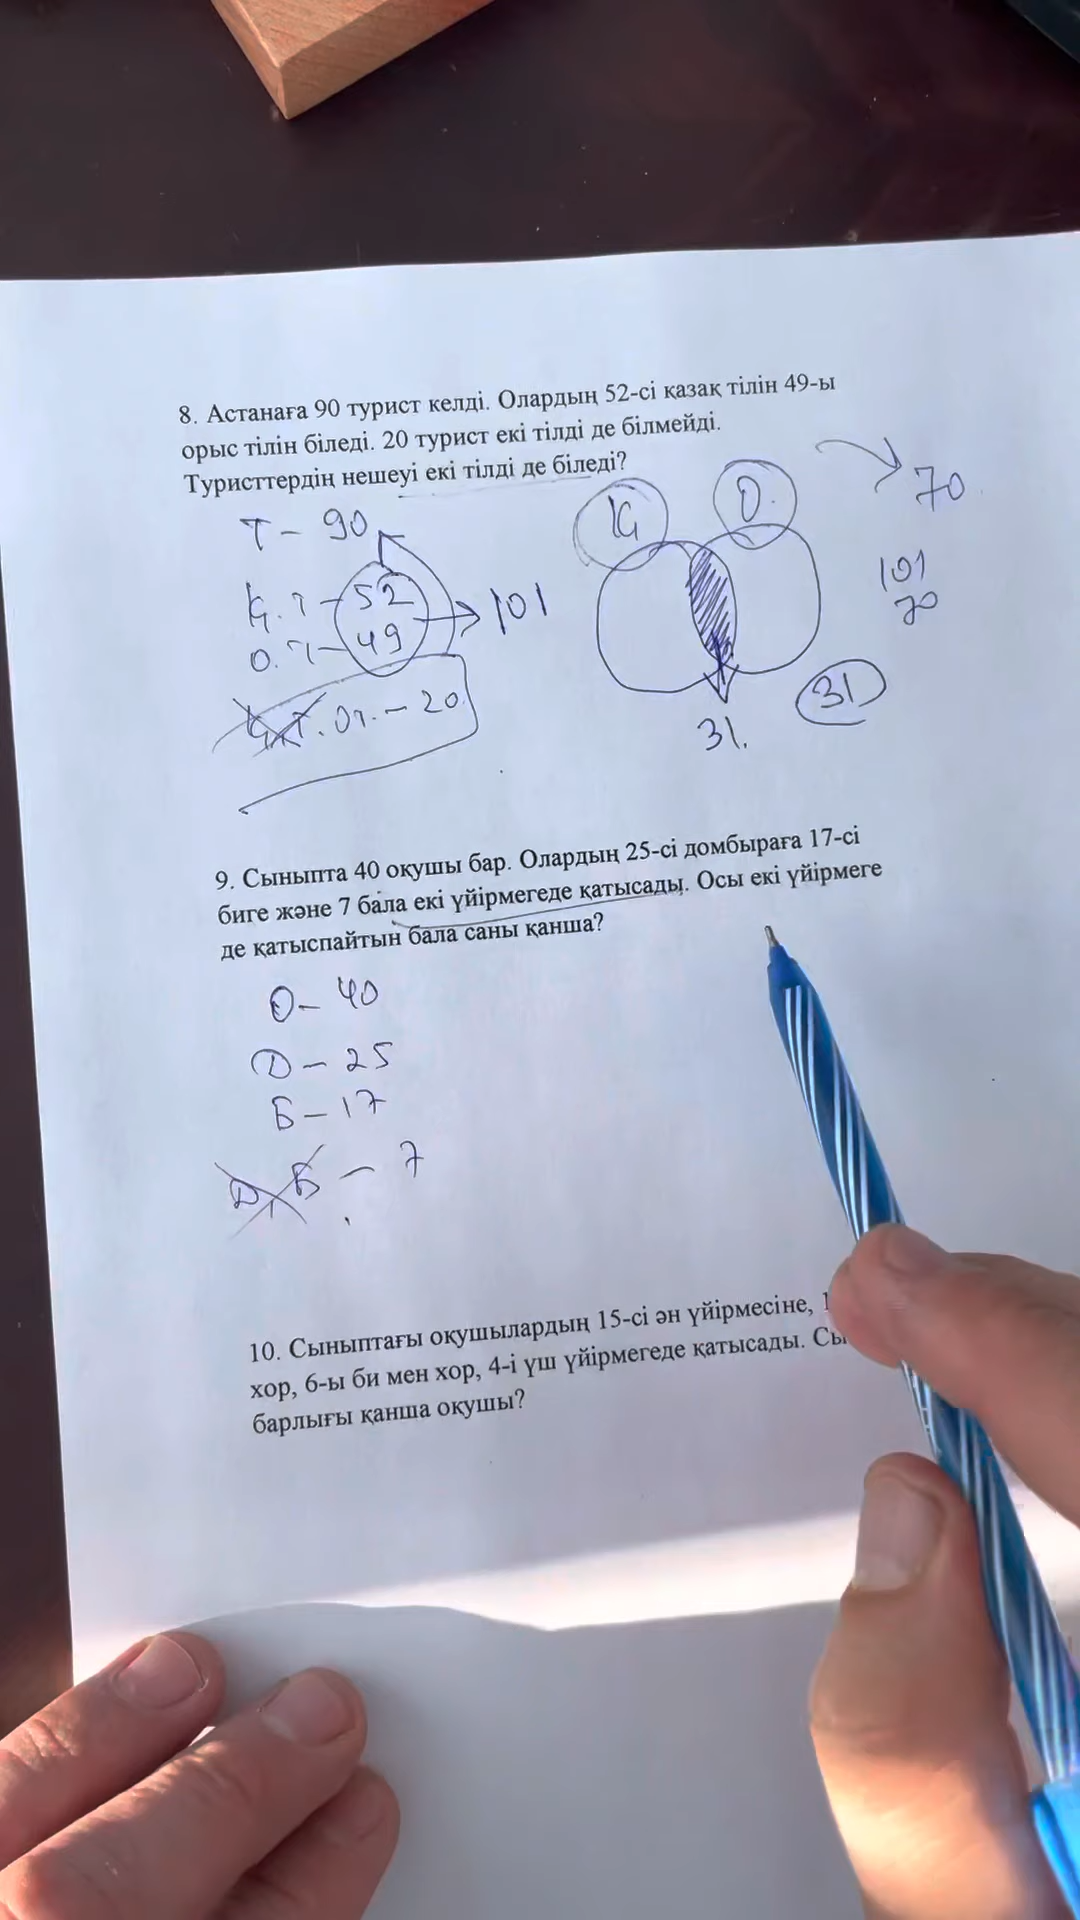 8. Астанаға 90 турист келді. Олардың 52-сі қазақ тілін 49-ы
орыс тілін біледі. 20 турист екі тілді де білмейді.
Туристтердің нешеуі екі тілді де біледі?
Т – 90
Қ.Т – 52
О.Т – 49
101
От. – 20.
Қ
О.
70
101
70
31
31.
9. Сыныпта 40 оқушы бар. Олардың 25-сі домбыраға 17-сі
биге және 7 бала екі үйірмегеде қатысады. Осы екі үйірмеге
де қатыспайтын бала саны қанша?
О – 40
Д – 25
Б – 17
Д, Б – 7
10. Сыныптағы оқушылардың 15-сі ән үйірмесіне, 1
хор, 6-ы би мен хор, 4-і үш үйірмегеде қатысады. Сы
барлығы қанша оқушы?